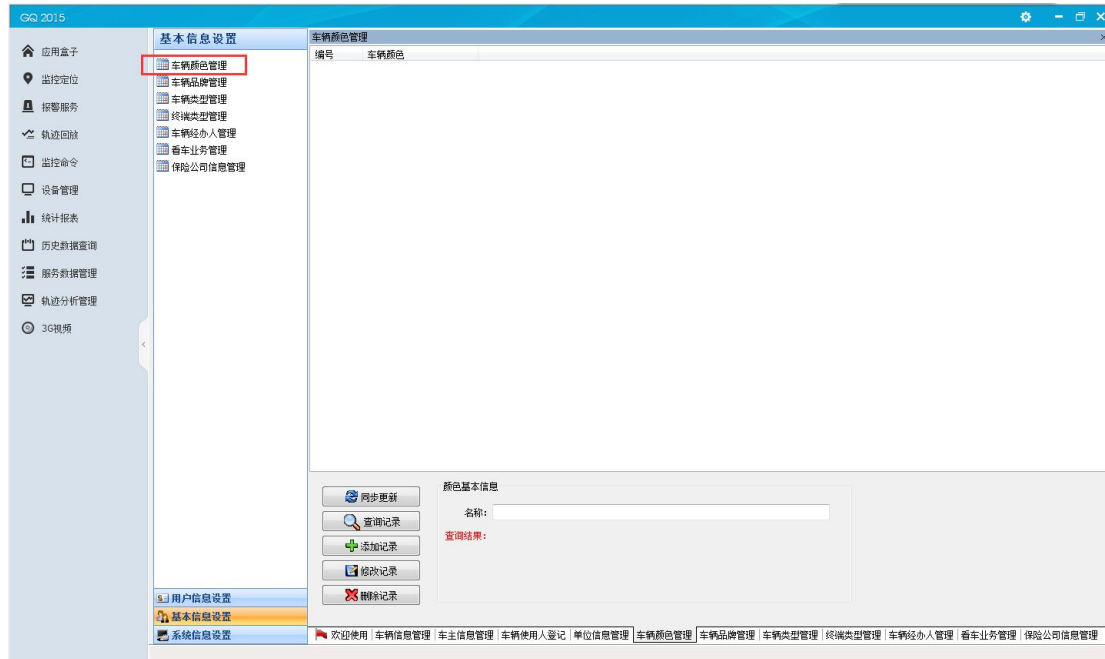 GQ 2015
应用盒子
监控定位
报警服务
轨迹回放
监控命令
设备管理
统计报表
历史数据查询
服务数据管理
轨迹分析管理
3G视频
基本信息设置
车辆颜色管理
车辆品牌管理
车辆类型管理
终端类型管理
车辆经办人管理
看车业务管理
保险公司信息管理
用户信息设置
基本信息设置
系统信息设置
车辆颜色管理
编号 车辆颜色
同步更新
查询记录
添加记录
修改记录
删除记录
颜色基本信息
名称:
查询结果:
欢迎使用 车辆信息管理 车主信息管理 车辆使用人登记 单位信息管理 车辆颜色管理 车辆品牌管理 车辆类型管理 终端类型管理 车辆经办人管理 看车业务管理 保险公司信息管理